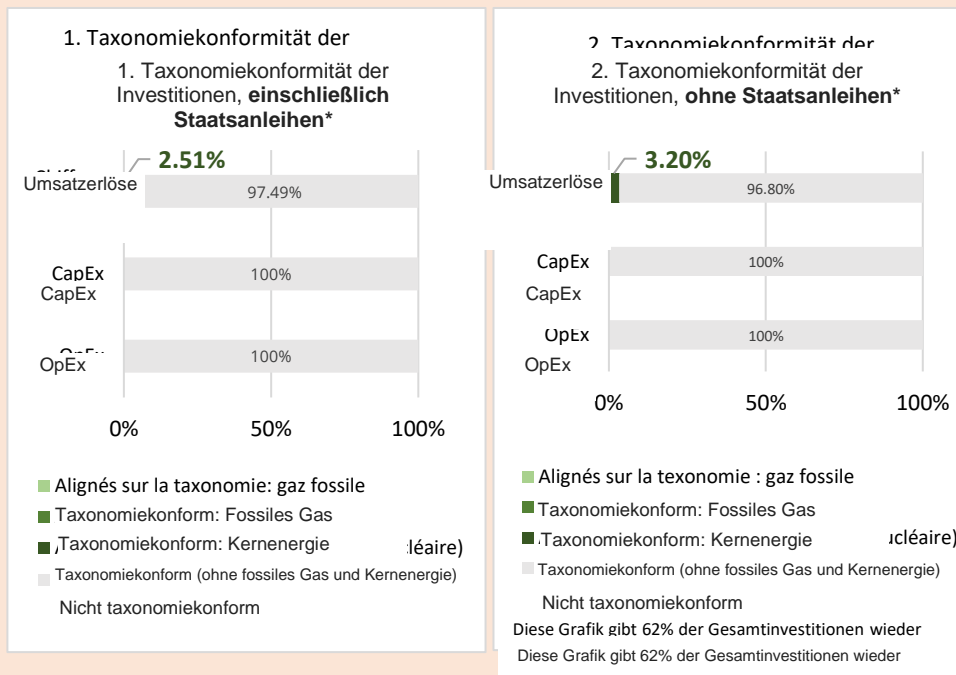 1. Taxonomiekonformität der
1. Taxonomiekonformität der
Investitionen, einschließlich
Staatsanleihen*
2.51%
Umsatzerlöse
97.49%
CapEx
100%
CapEx
100%
OpEx
0% 50% 100%
Alignés sur la taxonomie: gaz fossile
Taxonomiekonform: Fossiles Gas
Taxonomiekonform: Kernenergie
Taxonomiekonform (ohne fossiles Gas und Kernenergie)
Nicht taxonomiekonform
2. Taxonomiekonformität der
2. Taxonomiekonformität der
Investitionen, ohne Staatsanleihen*
3.20%
Umsatzerlöse
96.80%
CapEx
100%
CapEx
OpEx
100%
OpEx
0% 50% 100%
Alignés sur la texonomie : gaz fossile
Taxonomiekonform: Fossiles Gas
Taxonomiekonform: Kernenergie
Taxonomiekonform (ohne fossiles Gas und Kernenergie)
Nicht taxonomiekonform
Diese Grafik gibt 62% der Gesamtinvestitionen wieder
Diese Grafik gibt 62% der Gesamtinvestitionen wieder